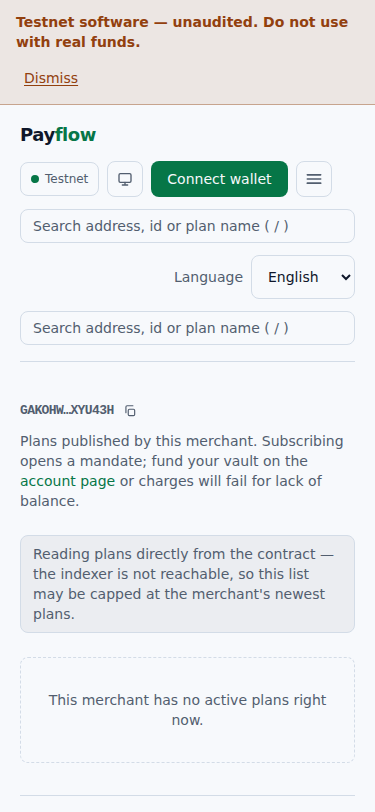 Testnet software — unaudited. Do not use
with real funds.
Dismiss
Payflow
Testnet
Connect wallet
Search address, id or plan name ( / )
Language
English
Search address, id or plan name ( / )
GAKOHW…XYU43H
Plans published by this merchant. Subscribing
opens a mandate; fund your vault on the
account page or charges will fail for lack of
balance.
Reading plans directly from the contract —
the indexer is not reachable, so this list
may be capped at the merchant's newest
plans.
This merchant has no active plans right
now.